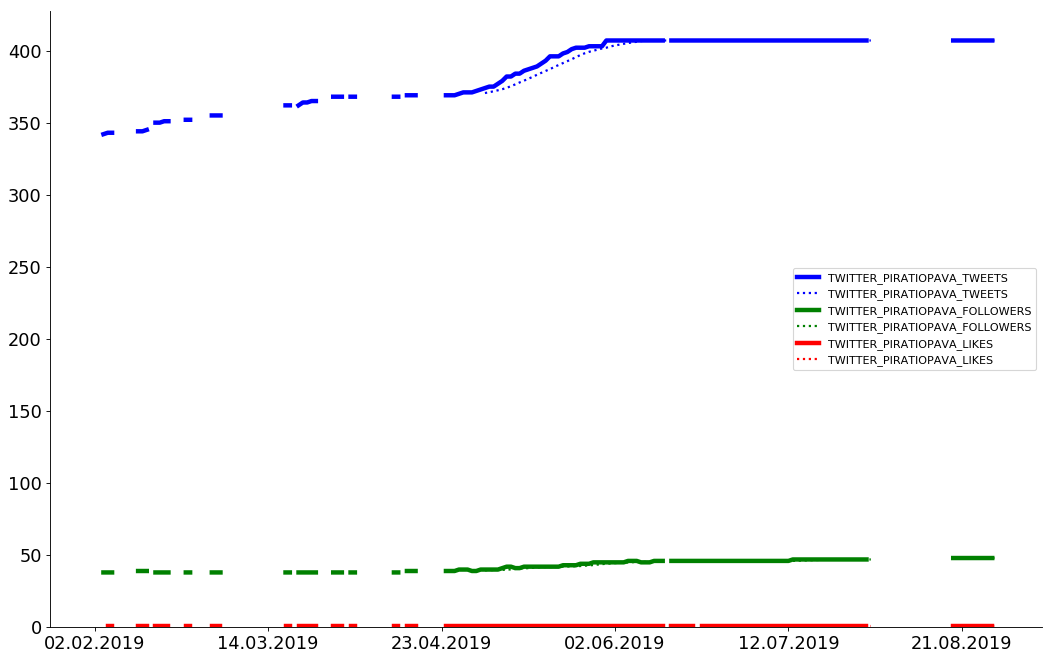 400
350
300
250
200
150
100
50
0
TWITTER_PIRATIOPAVA_TWEETS
TWITTER_PIRATIOPAVA_TWEETS
TWITTER_PIRATIOPAVA_FOLLOWERS
TWITTER_PIRATIOPAVA_FOLLOWERS
TWITTER_PIRATIOPAVA_LIKES
TWITTER_PIRATIOPAVA_LIKES
02.02.2019 14.03.2019 23.04.2019 02.06.2019 12.07.2019 21.08.2019